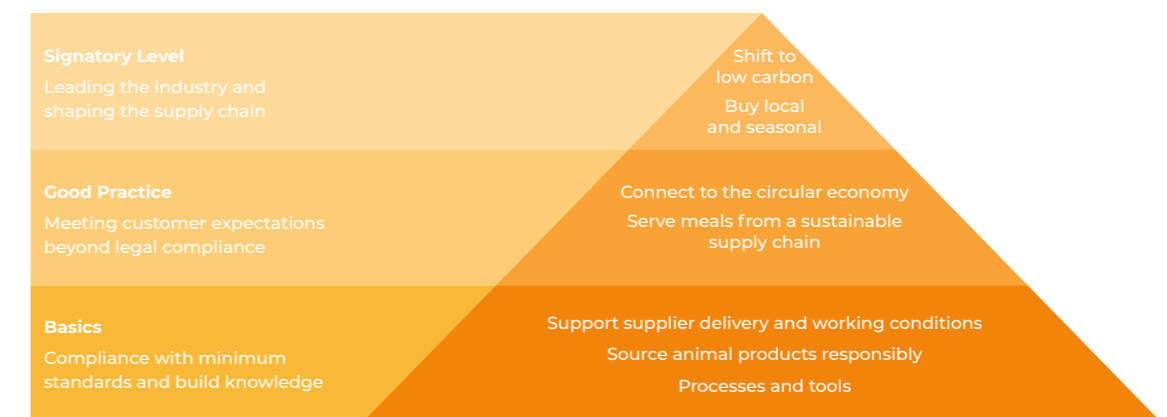 Signatory Level
Leading the industry and
shaping the supply chain
Shift to
low carbon
Buy local
and seasonal
Good Practice
Meeting customer expectations
beyond legal compliance
Connect to the circular economy
Serve meals from a sustainable
supply chain
Basics
Compliance with minimum
standards and build knowledge
Support supplier delivery and working conditions
Source animal products responsibly
Processes and tools